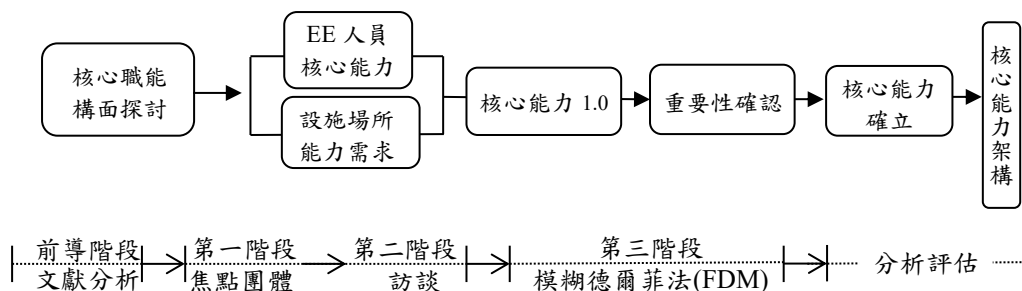 核心職能
構面探討
EE 人員
核心能力
設施場所
能力需求
核心能力 1.0
重要性確認
核心能力
確立
核心能力架構
前導階段
文獻分析
第一階段
焦點團體
第二階段
訪談
第三階段
模糊德爾菲法(FDM)
分析評估